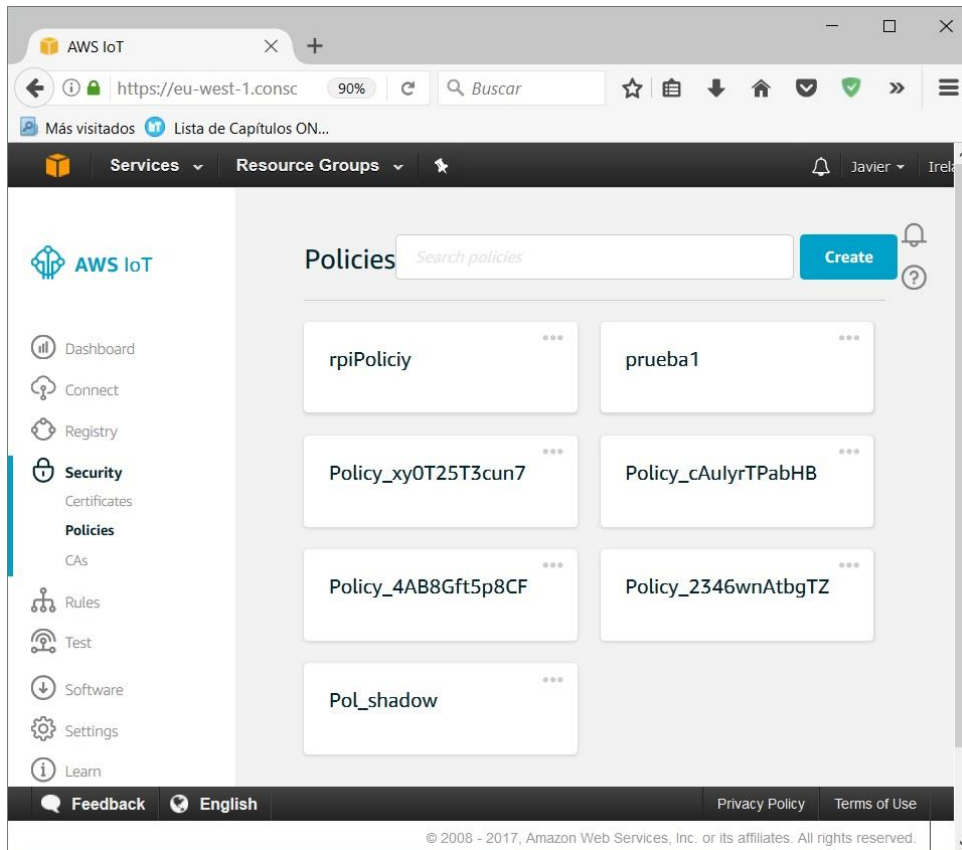 AWS IoT
https://eu-west-1.consc 90% Buscar
Más visitados Lista de Capítulos ON...
Services Resource Groups Javier Irela
AWS IoT
Policies Search policies Create
Dashboard
Connect
Registry
Security
Certificates
Policies
CAs
Rules
Test
Software
Settings
Learn
rpiPoliciy prueba1
Policy_xy0T25T3cun7 Policy_cAuIyrTPabHB
Policy_4AB8Gft5p8CF Policy_2346wnAtbgTZ
Pol_shadow
Feedback English Privacy Policy Terms of Use
© 2008 - 2017, Amazon Web Services, Inc. or its affiliates. All rights reserved.